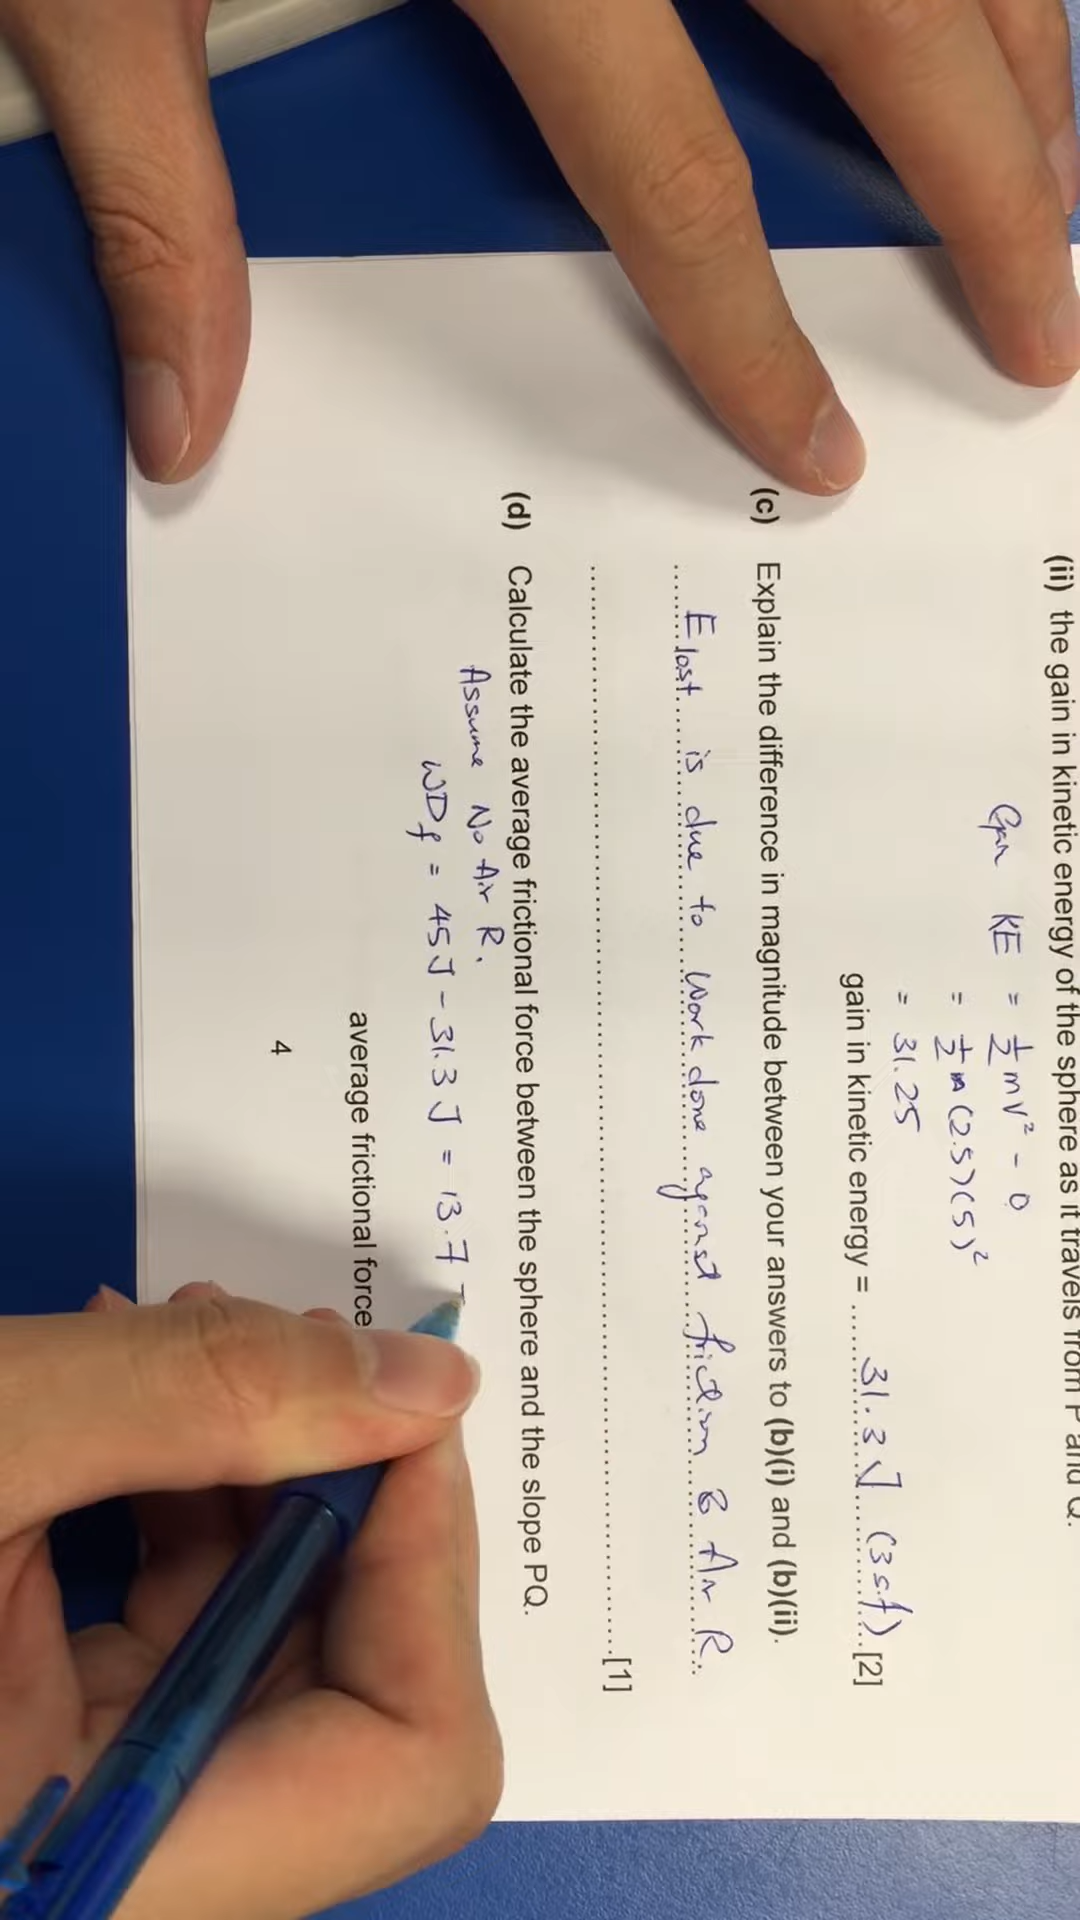 (ii) the gain in kinetic energy of the sphere as it travels from P and Q.
Gain KE = ½mv² - 0
= ½m(2.5)(5)²
= 31.25
gain in kinetic energy = ........31.3 J (3sf)........[2]
(c) Explain the difference in magnitude between your answers to (b)(i) and (b)(ii).
E lost is due to Work done against friction & Air R.
........[1]
(d) Calculate the average frictional force between the sphere and the slope PQ.
Assume No Air R.
WDf = 45J - 31.3 J = 13.7
average frictional force
4